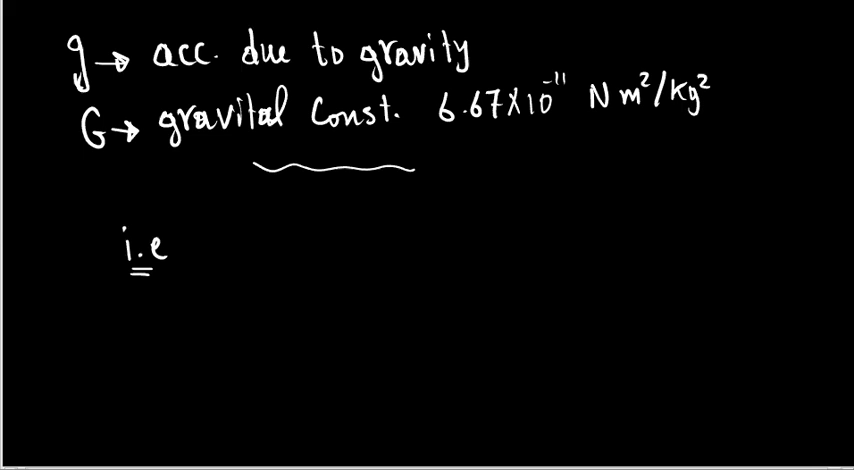 g → acc. due to gravity
G → gravital const. 6.67×10⁻¹¹ N m²/Kg²
i.e